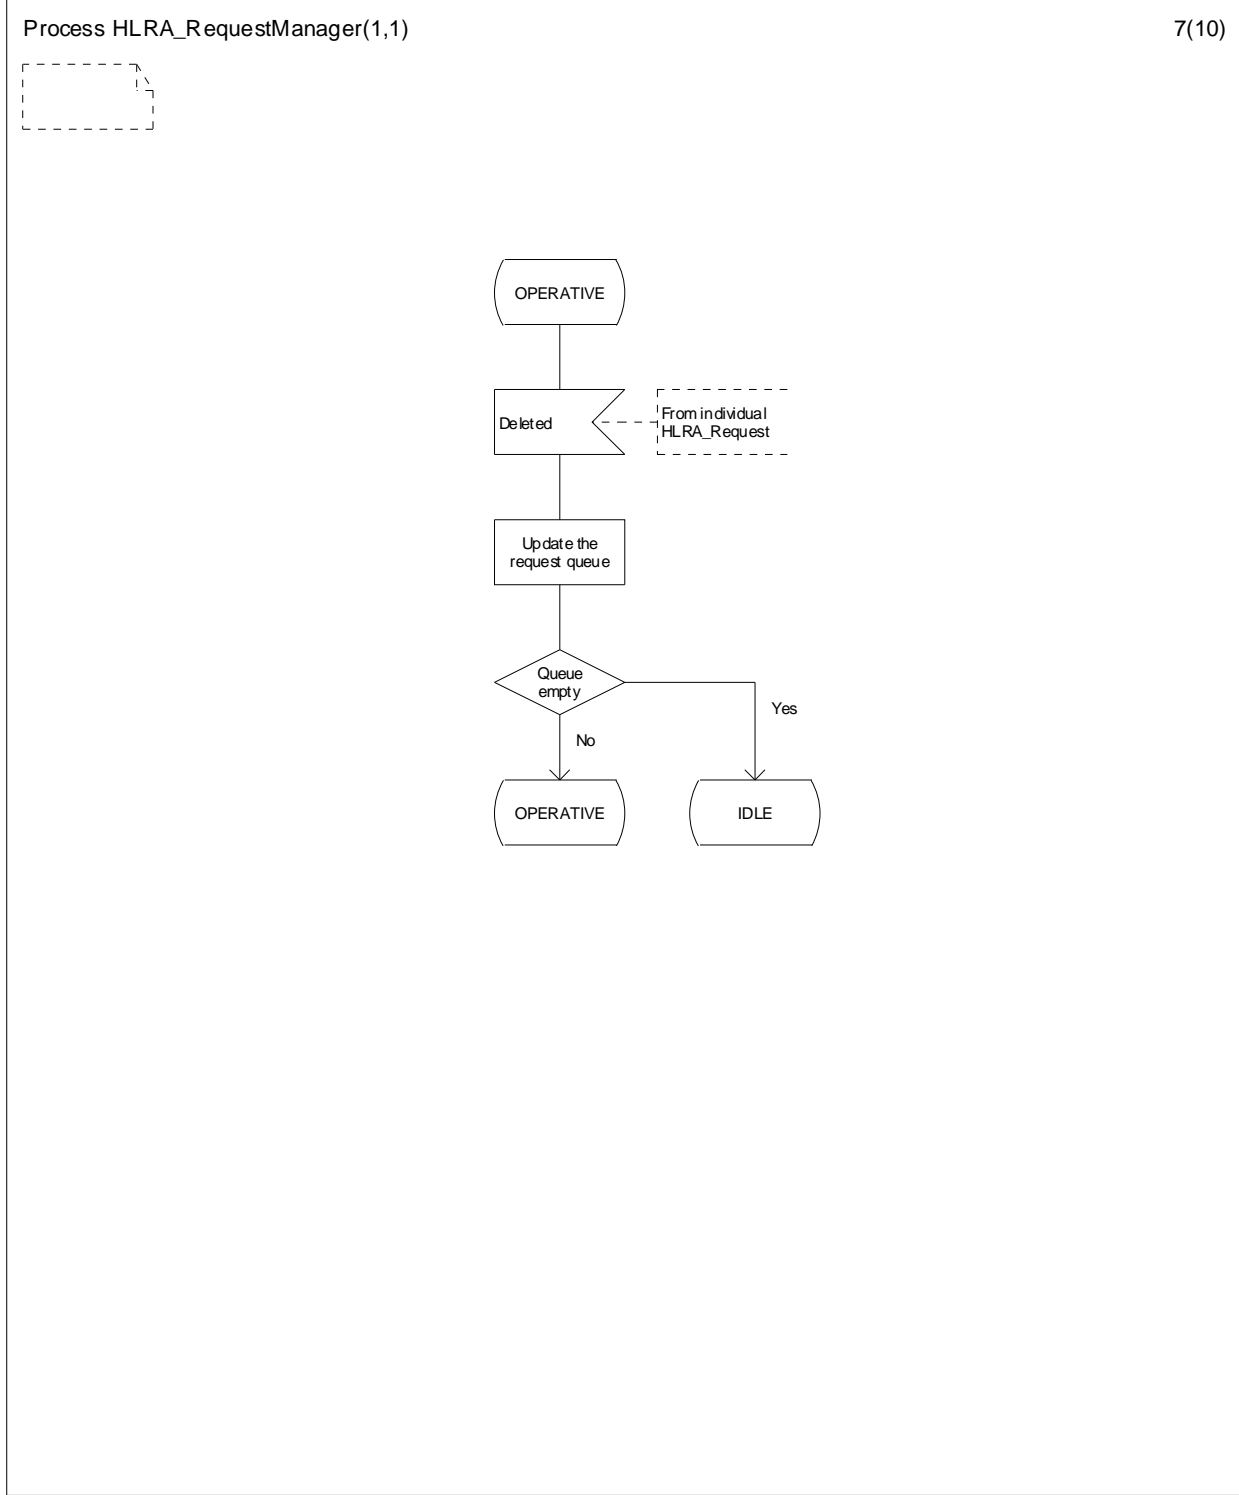 Process HLRA_RequestManager(1,1)
7(10)
OPERATIVE
Deleted
From individual
HLRA_Request
Update the
request queue
Queue
empty
Yes
No
OPERATIVE
IDLE